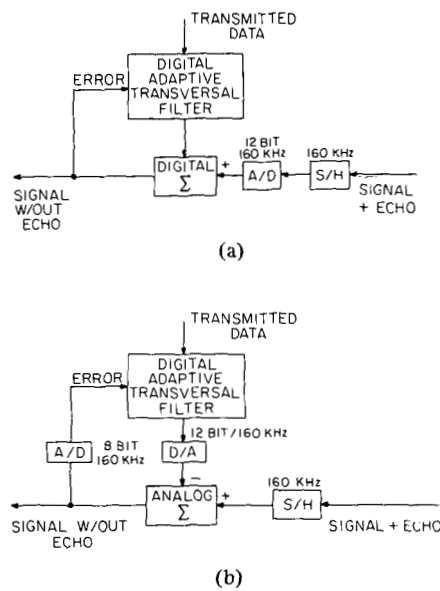 TRANSMITTED
DATA
DIGITAL
ADAPTIVE
TRANSVERSAL
FILTER
ERROR
12 BIT
160 KHz
160 KHz
DIGITAL
Σ
+
A/D
S/H
SIGNAL
W/OUT
ECHO
SIGNAL
+ ECHO
(a)
TRANSMITTED
DATA
DIGITAL
ADAPTIVE
TRANSVERSAL
FILTER
ERROR
A/D
8 BIT
160 KHz
12 BIT/160 KHz
D/A
−
160 KHz
ANALOG
Σ
+
S/H
SIGNAL W/OUT
ECHO
SIGNAL + ECHO
(b)